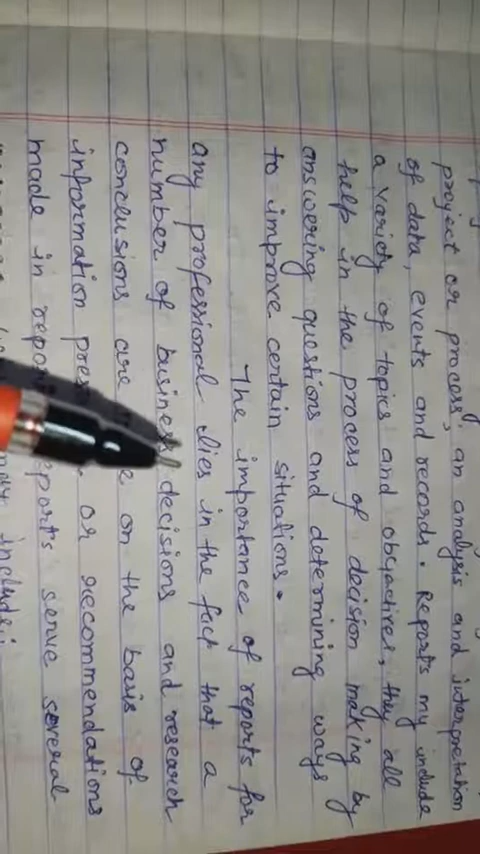 project or process; an analysis and interpretation
of data, events and records. Reports my include
a variety of topics and objectives, they all
help in the process of decision making by
answering questions and determining ways
to improve certain situations.
The importance of reports for
any professional lies in the fact that a
number of business decisions and research
conclusions are on the basis of
information or recommendations
made in reports serve several
include: